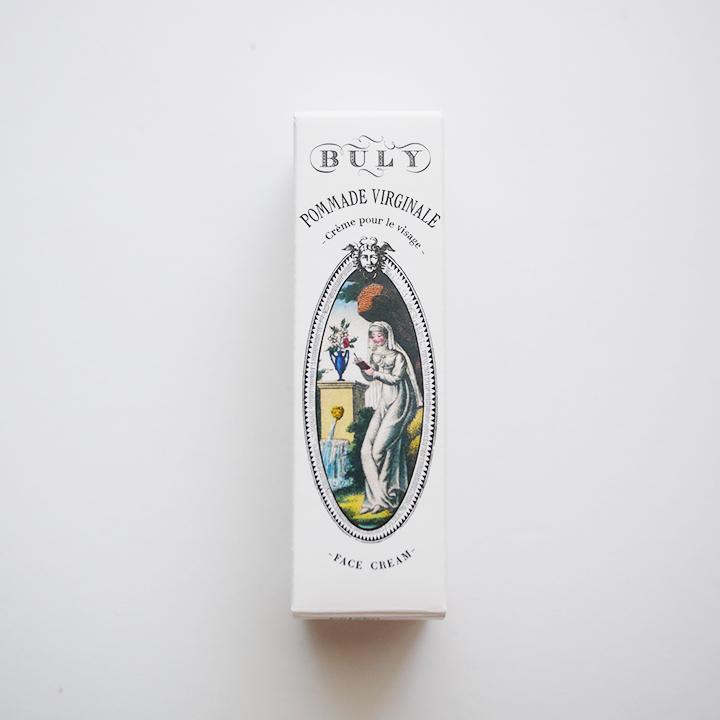 BULY
POMMADE VIRGINALE
-Crème pour le visage-
-FACE CREAM-